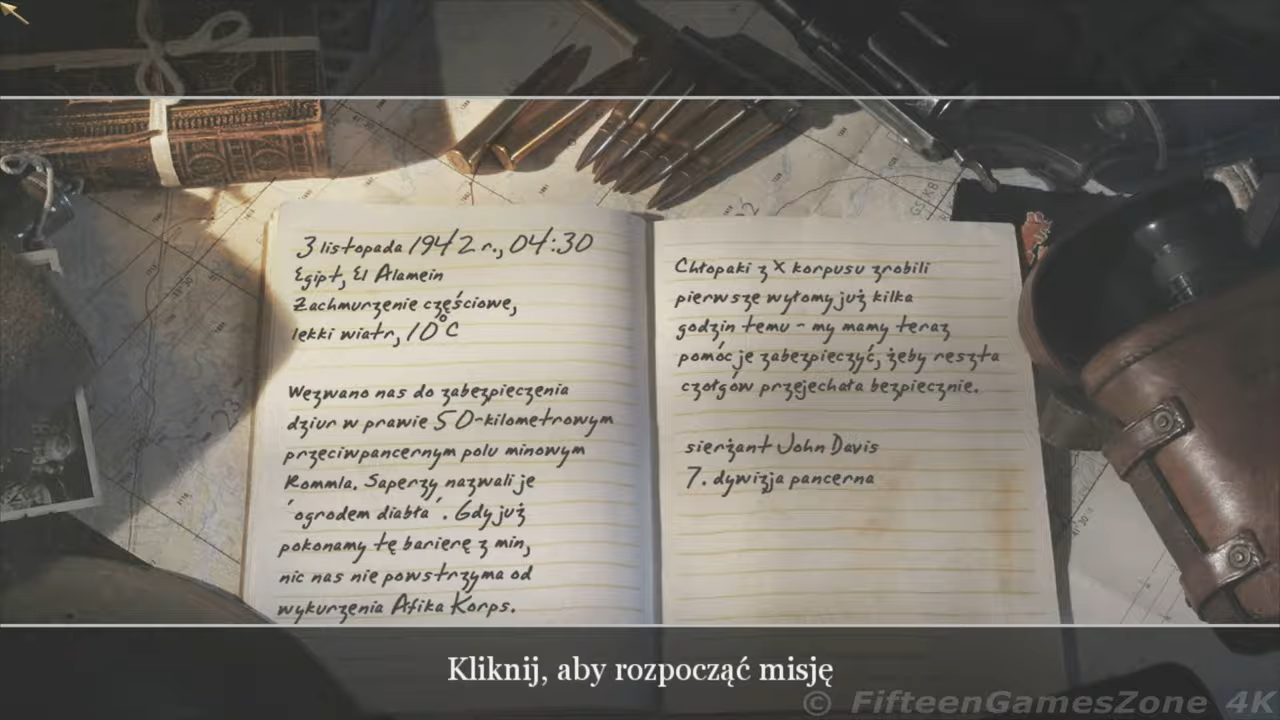 3 listopada 1942 r., 04:30
Egipt, El Alamein
Zachmurzenie częściowe,
lekki wiatr, 10°C
Wezwano nas do zabezpieczenia
dziur w prawie 50-kilometrowym
przeciwpancernym polu minowym
Rommla. Saperzy nazwali je
'ogrodem diabła'. Gdy już
pokonamy tę barierę z min,
nic nas nie powstrzyma od
wykurzenia Afika Korps.
Chłopaki z X korpusu zrobili
pierwsze wyłomy już kilka
godzin temu - my mamy teraz
pomóc je zabezpieczyć, żeby reszta
czołgów przejechała bezpiecznie.
sierżant John Davis
7. dywizja pancerna
Kliknij, aby rozpocząć misję
© FifteenGamesZone 4K